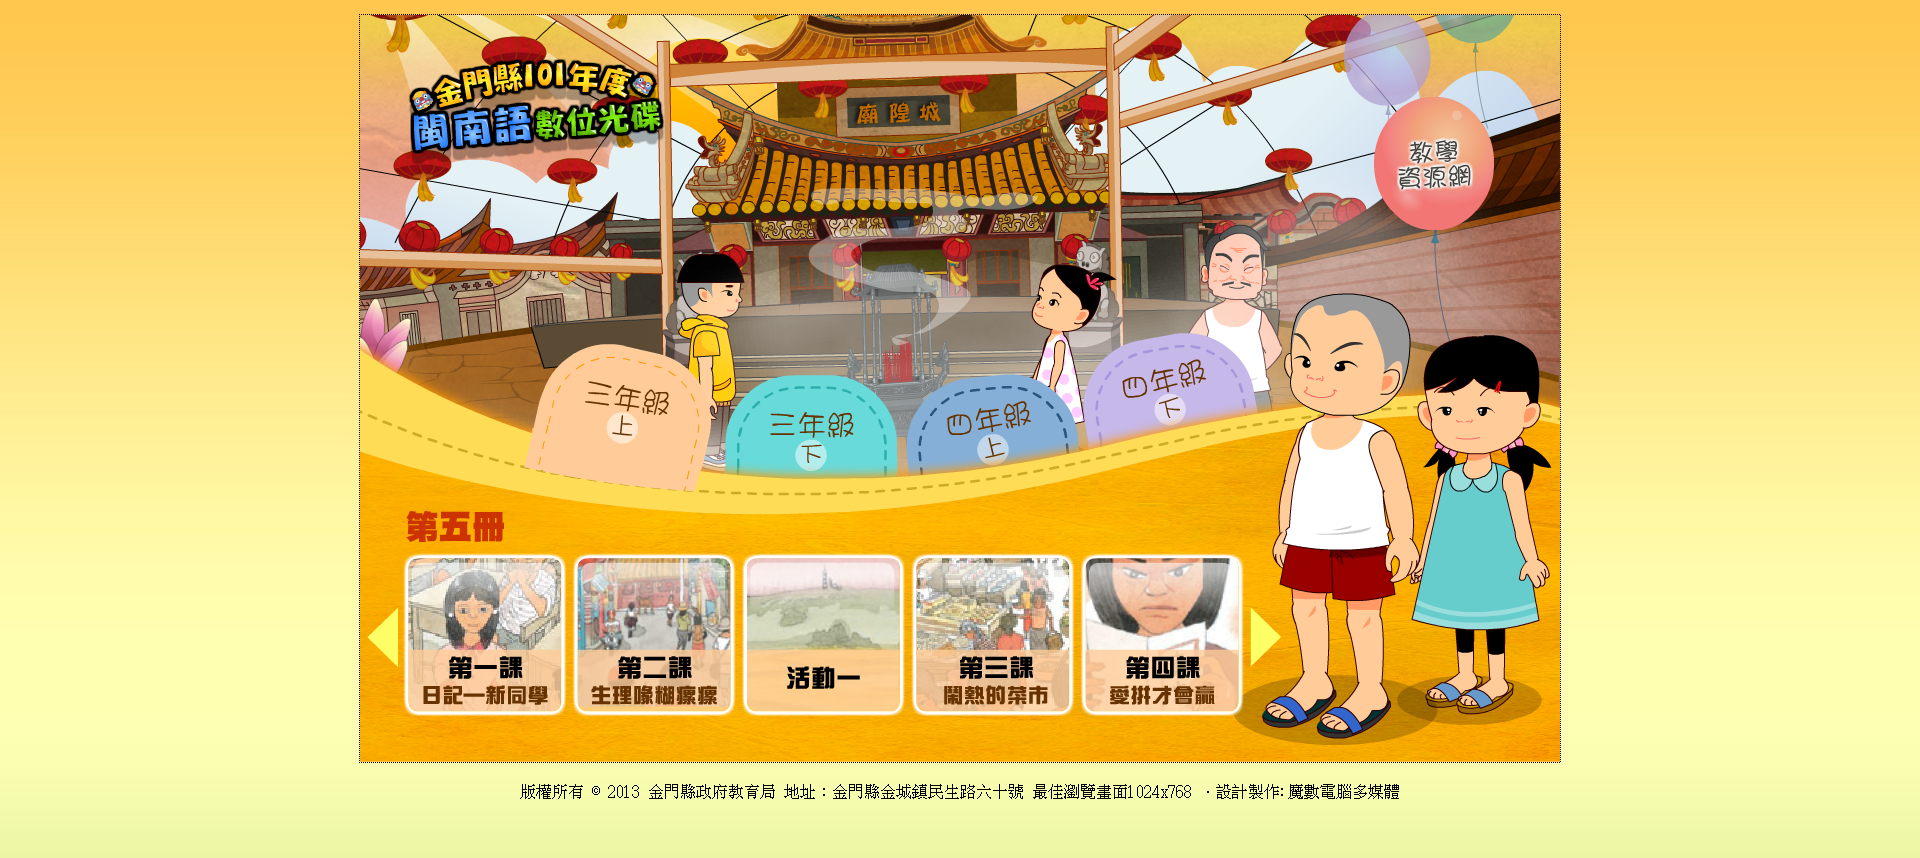 金門縣101年度
閩南語數位光碟
廟隍城
教學
資源網
三年級
上
三年級
下
四年級
上
四年級
下
第五冊
第一課
日記—新同學
第二課
生理喙糊瘰瘰
活動一
第三課
鬧熱的菜市
第四課
愛拚才會贏
版權所有 © 2013 金門縣政府教育局 地址：金門縣金城鎮民生路六十號 最佳瀏覽畫面1024x768 ．設計製作: 魔數電腦多媒體